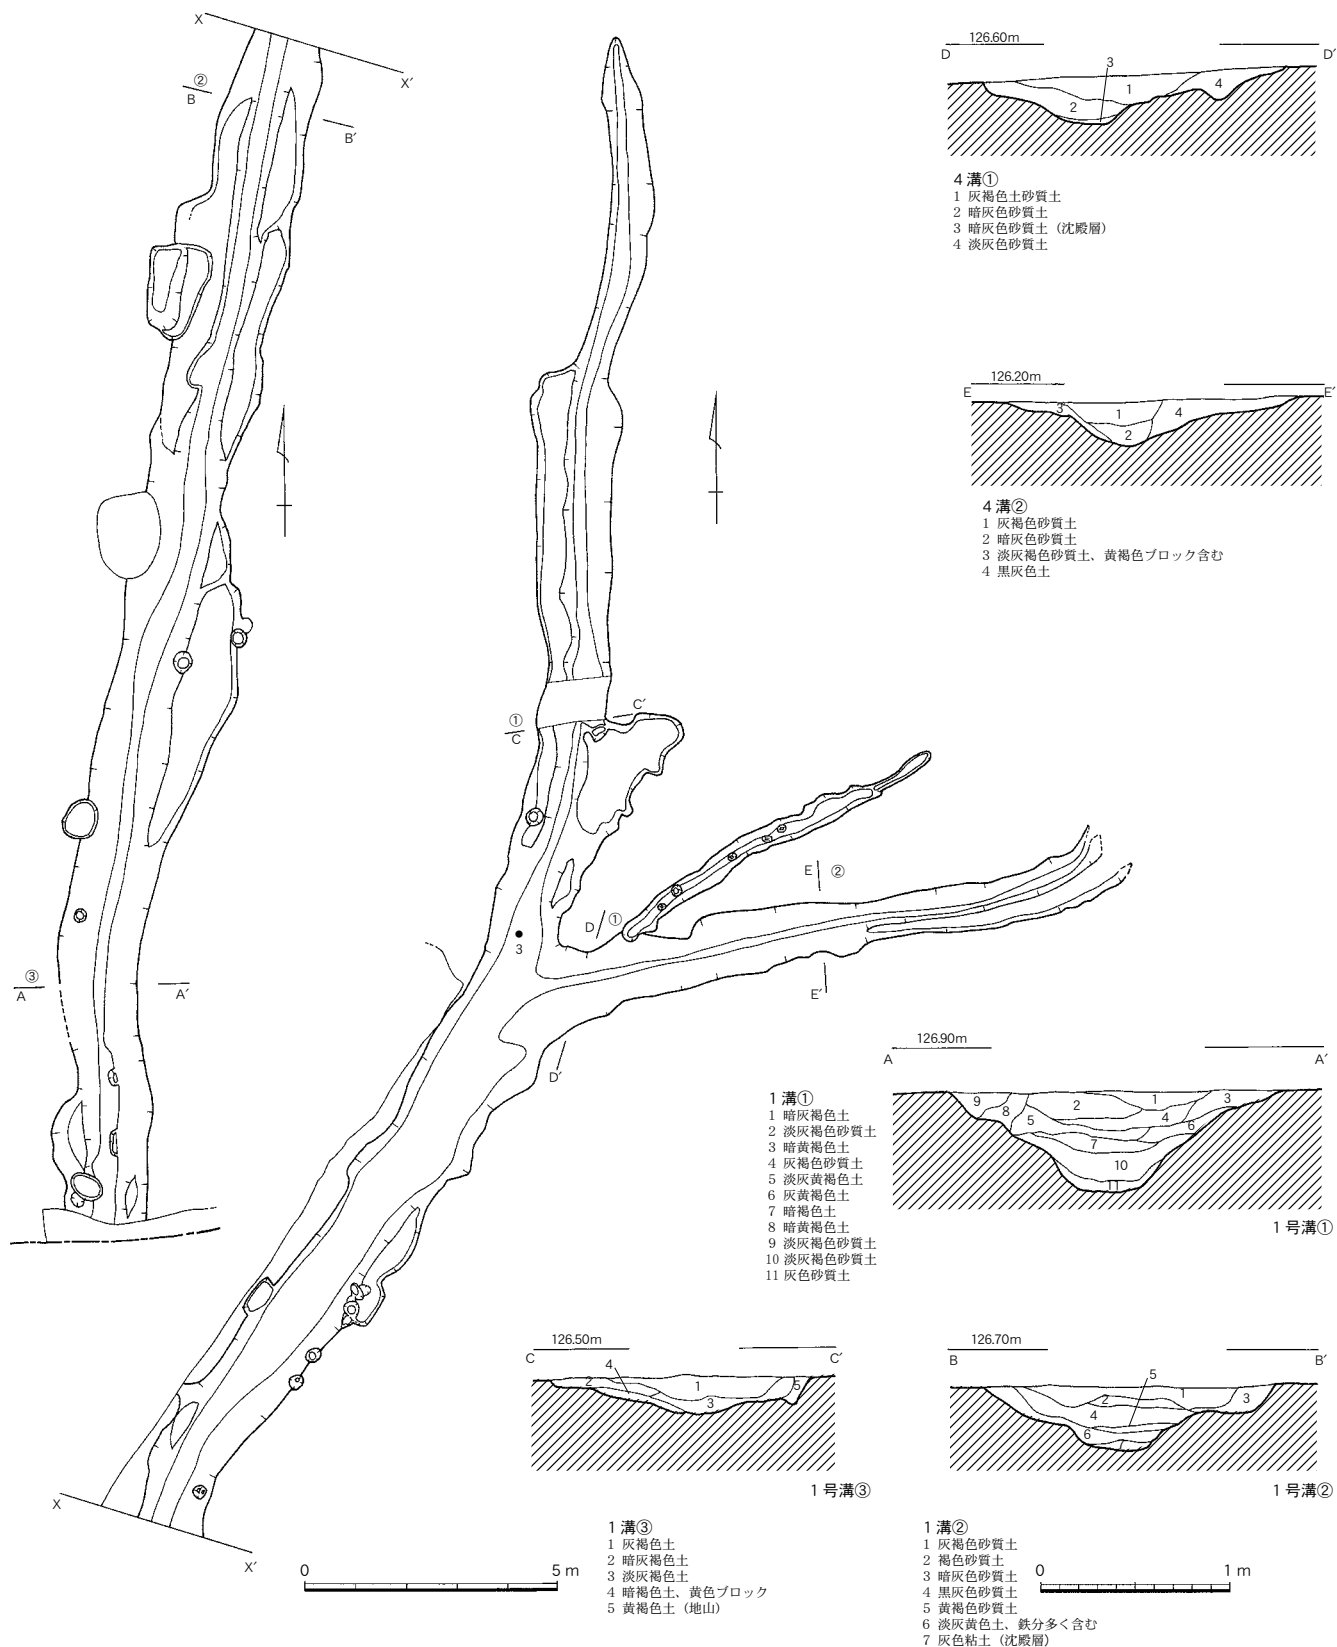 X
X′
②
B
B′
③
A
A′
①
C
C′
3
D
①
D′
E
②
E′
X
X′
126.60m
D
D′
3
1
4
2
4溝①
1 灰褐色土砂質土
2 暗灰色砂質土
3 暗灰色砂質土（沈殿層）
4 淡灰色砂質土
126.20m
E
E′
3
1
4
2
4溝②
1 灰褐色砂質土
2 暗灰色砂質土
3 淡灰褐色砂質土、黄褐色ブロック含む
4 黒灰色土
126.90m
A
A′
9
8
5
2
1
3
4
6
7
10
11
1号溝①
1溝①
1 暗灰褐色土
2 淡灰褐色砂質土
3 暗黄褐色土
4 灰褐色砂質土
5 淡灰黄褐色土
6 灰黄褐色土
7 暗褐色土
8 暗黄褐色土
9 淡灰褐色砂質土
10 淡灰褐色砂質土
11 灰色砂質土
126.50m
C
C′
4
2
1
5
3
1号溝③
126.70m
B
B′
5
1
2
3
4
6
7
1号溝②
1溝③
1 灰褐色土
2 暗灰褐色土
3 淡灰褐色土
4 暗褐色土、黄色ブロック
5 黄褐色土（地山）
1溝②
1 灰褐色砂質土
2 褐色砂質土
3 暗灰色砂質土
4 黒灰色砂質土
5 黄褐色砂質土
6 淡灰黄色土、鉄分多く含む
7 灰色粘土（沈殿層）
0
5 m
0
1 m